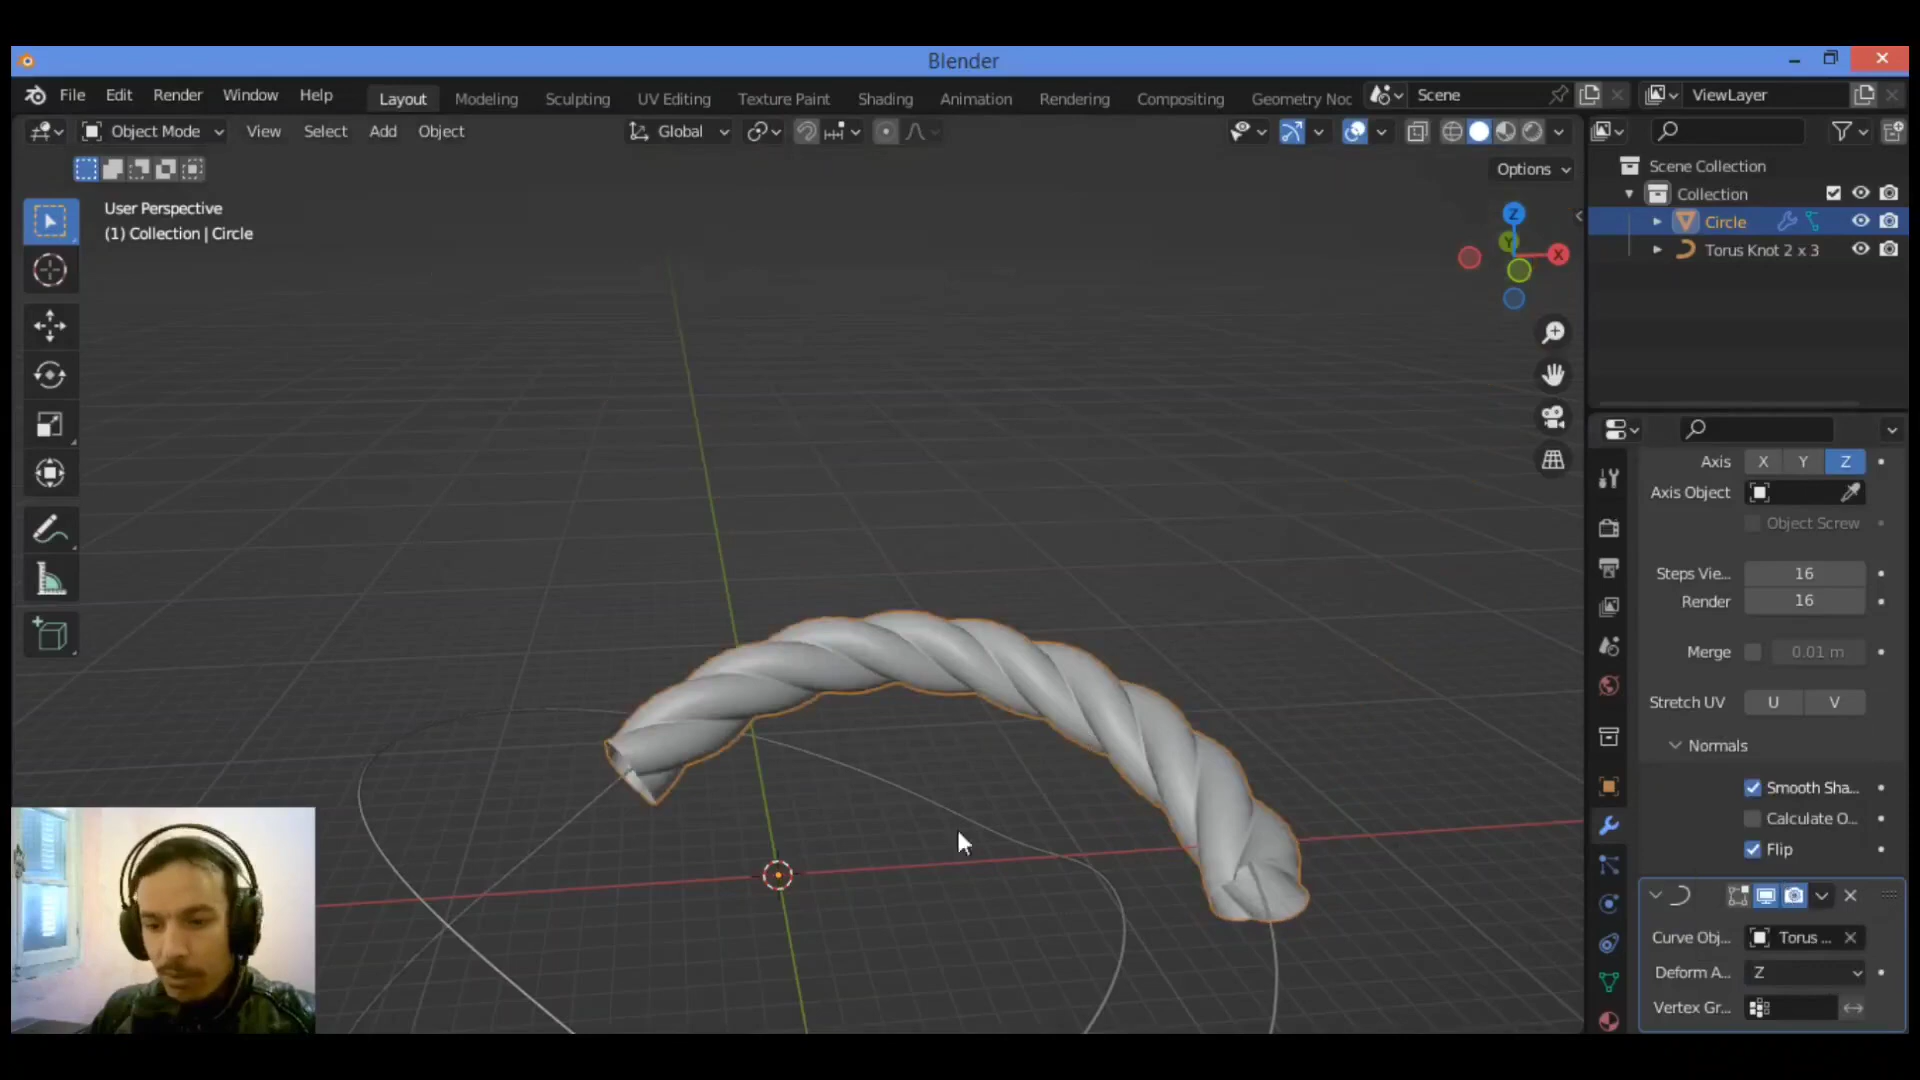 Blender
File Edit Render Window Help
Layout Modeling Sculpting UV Editing Texture Paint Shading Animation Rendering Compositing Geometry Noc
Scene
ViewLayer
Object Mode View Select Add Object
Global
Options
User Perspective
(1) Collection | Circle
Z
Y
X
Scene Collection
Collection
Circle
Torus Knot 2 x 3
Axis X Y Z
Axis Object
Object Screw
Steps Vie... 16
Render 16
Merge 0.01 m
Stretch UV U V
Normals
Smooth Sha...
Calculate O...
Flip
Curve Obj... Torus ...
Deform A... Z
Vertex Gr...